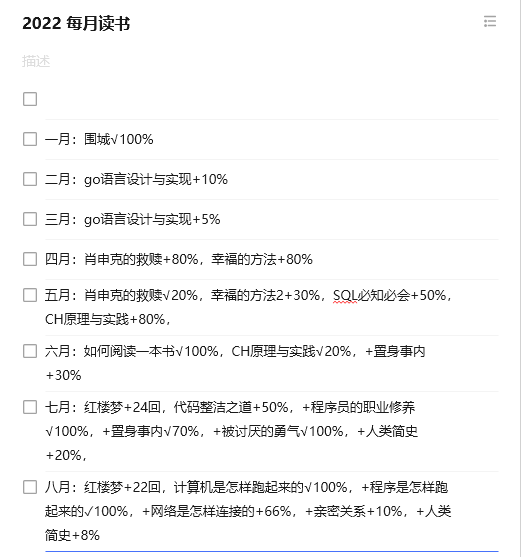 2022 每月读书
描述
一月：围城√100%
二月：go语言设计与实现+10%
三月：go语言设计与实现+5%
四月：肖申克的救赎+80%，幸福的方法+80%
五月：肖申克的救赎√20%，幸福的方法2+30%，SQL必知必会+50%，
CH原理与实践+80%，
六月：如何阅读一本书√100%，CH原理与实践√20%，+置身事内
+30%
七月：红楼梦+24回，代码整洁之道+50%，+程序员的职业修养
√100%，+置身事内√70%，+被讨厌的勇气√100%，+人类简史
+20%，
八月：红楼梦+22回，计算机是怎样跑起来的√100%，+程序是怎样跑
起来的√100%，+网络是怎样连接的+66%，+亲密关系+10%，+人类
简史+8%